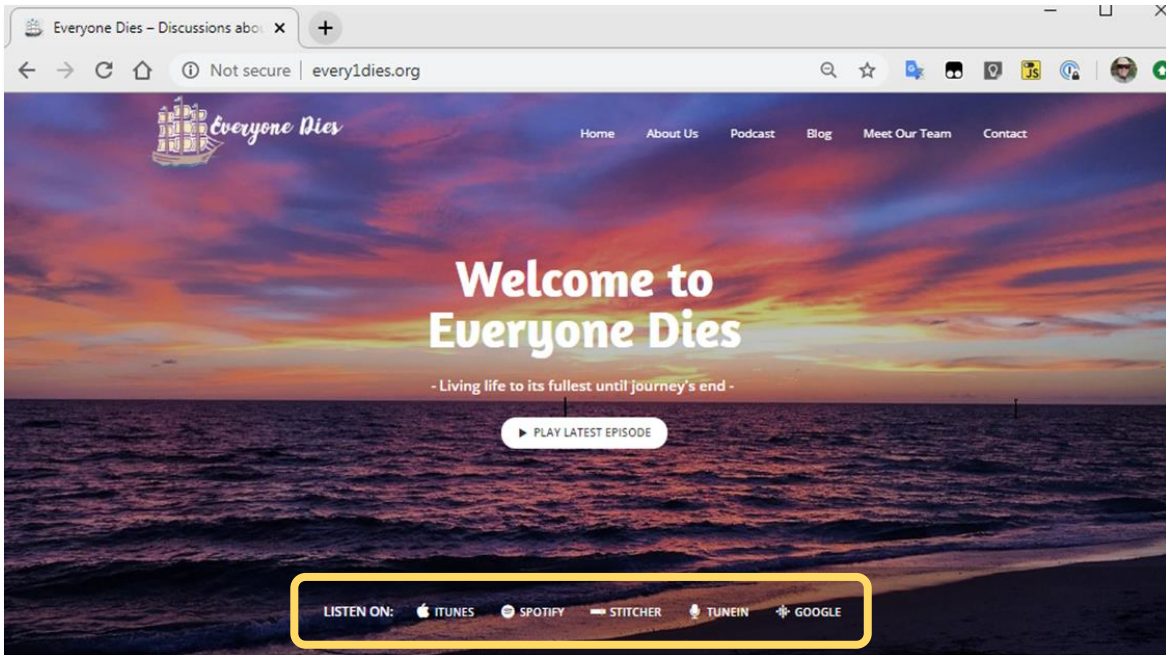 Everyone Dies – Discussions abou
Not secure | every1dies.org
JS
Everyone Dies
Home About Us Podcast Blog Meet Our Team Contact
Welcome to
Everyone Dies
- Living life to its fullest until journey's end -
PLAY LATEST EPISODE
LISTEN ON: ITUNES SPOTIFY STITCHER TUNEIN GOOGLE